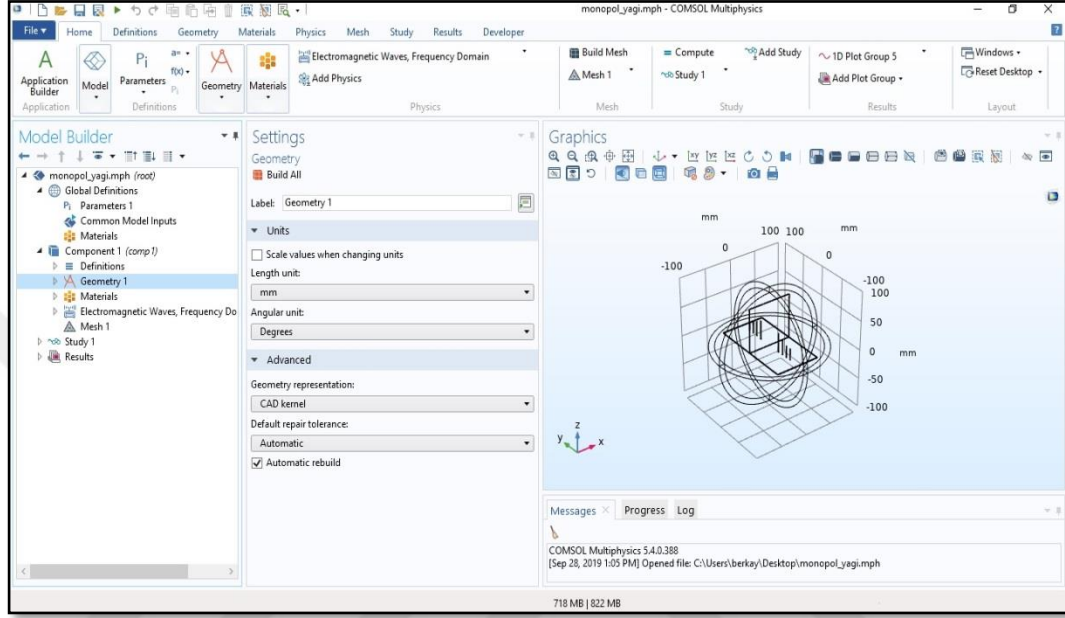 monopol_yagi.mph - COMSOL Multiphysics
File Home Definitions Geometry Materials Physics Mesh Study Results Developer
Application Builder
Model
Pi Parameters
a=
f(x)
Pi
Geometry
Materials
Electromagnetic Waves, Frequency Domain
Add Physics
Build Mesh
Mesh 1
Compute
Study 1
Add Study
1D Plot Group 5
Add Plot Group
Windows
Reset Desktop
Application Definitions Physics Mesh Study Results Layout
Model Builder
monopol_yagi.mph (root)
Global Definitions
Pi Parameters 1
Common Model Inputs
Materials
Component 1 (comp1)
Definitions
Geometry 1
Materials
Electromagnetic Waves, Frequency Do
Mesh 1
Study 1
Results
Settings
Geometry
Build All
Label: Geometry 1
Units
Scale values when changing units
Length unit:
mm
Angular unit:
Degrees
Advanced
Geometry representation:
CAD kernel
Default repair tolerance:
Automatic
Automatic rebuild
Graphics
xy yz xz
mm
100 100
mm
0
0
-100
-100
100
50
0 mm
-50
-100
z
y x
Messages Progress Log
COMSOL Multiphysics 5.4.0.388
[Sep 28, 2019 1:05 PM] Opened file: C:\Users\berkay\Desktop\monopol_yagi.mph
718 MB | 822 MB